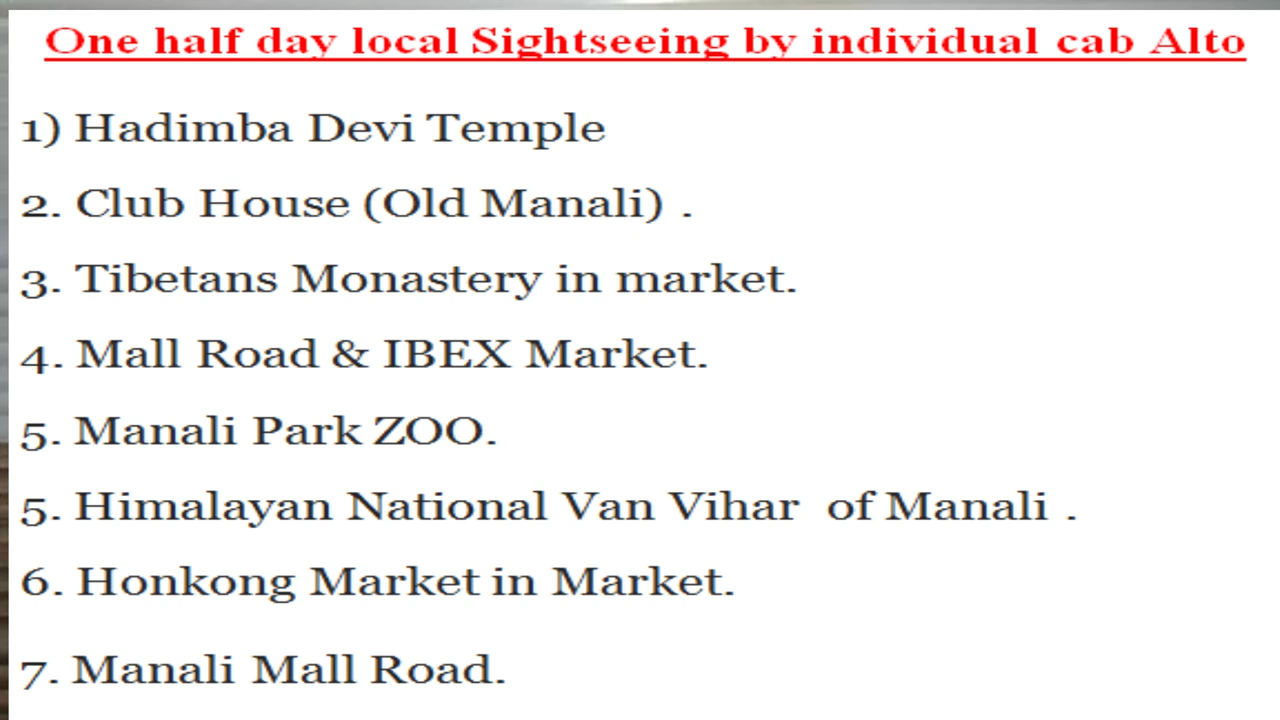 One half day local Sightseeing by individual cab Alto
1) Hadimba Devi Temple
2. Club House (Old Manali) .
3. Tibetans Monastery in market.
4. Mall Road & IBEX Market.
5. Manali Park ZOO.
5. Himalayan National Van Vihar  of Manali .
6. Honkong Market in Market.
7. Manali Mall Road.